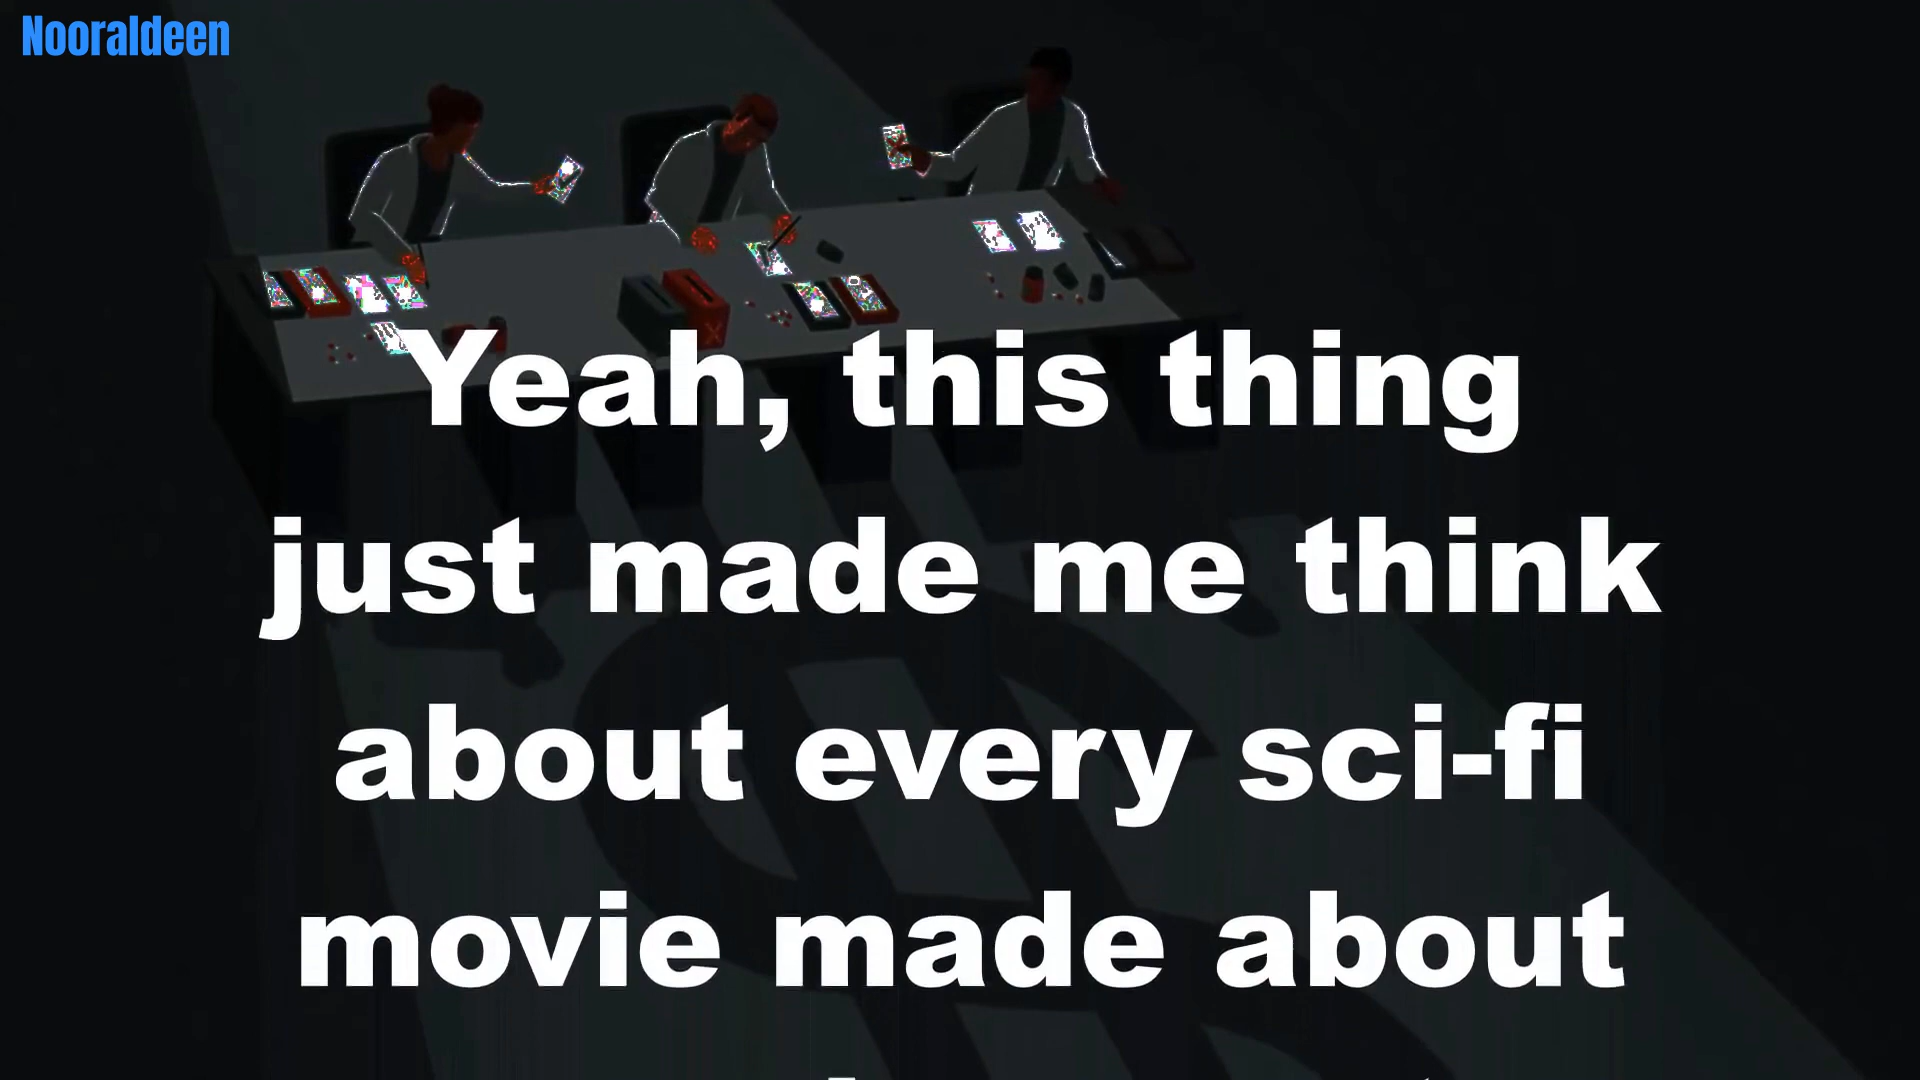 Nooraldeen
Yeah, this thing
just made me think
about every sci-fi
movie made about